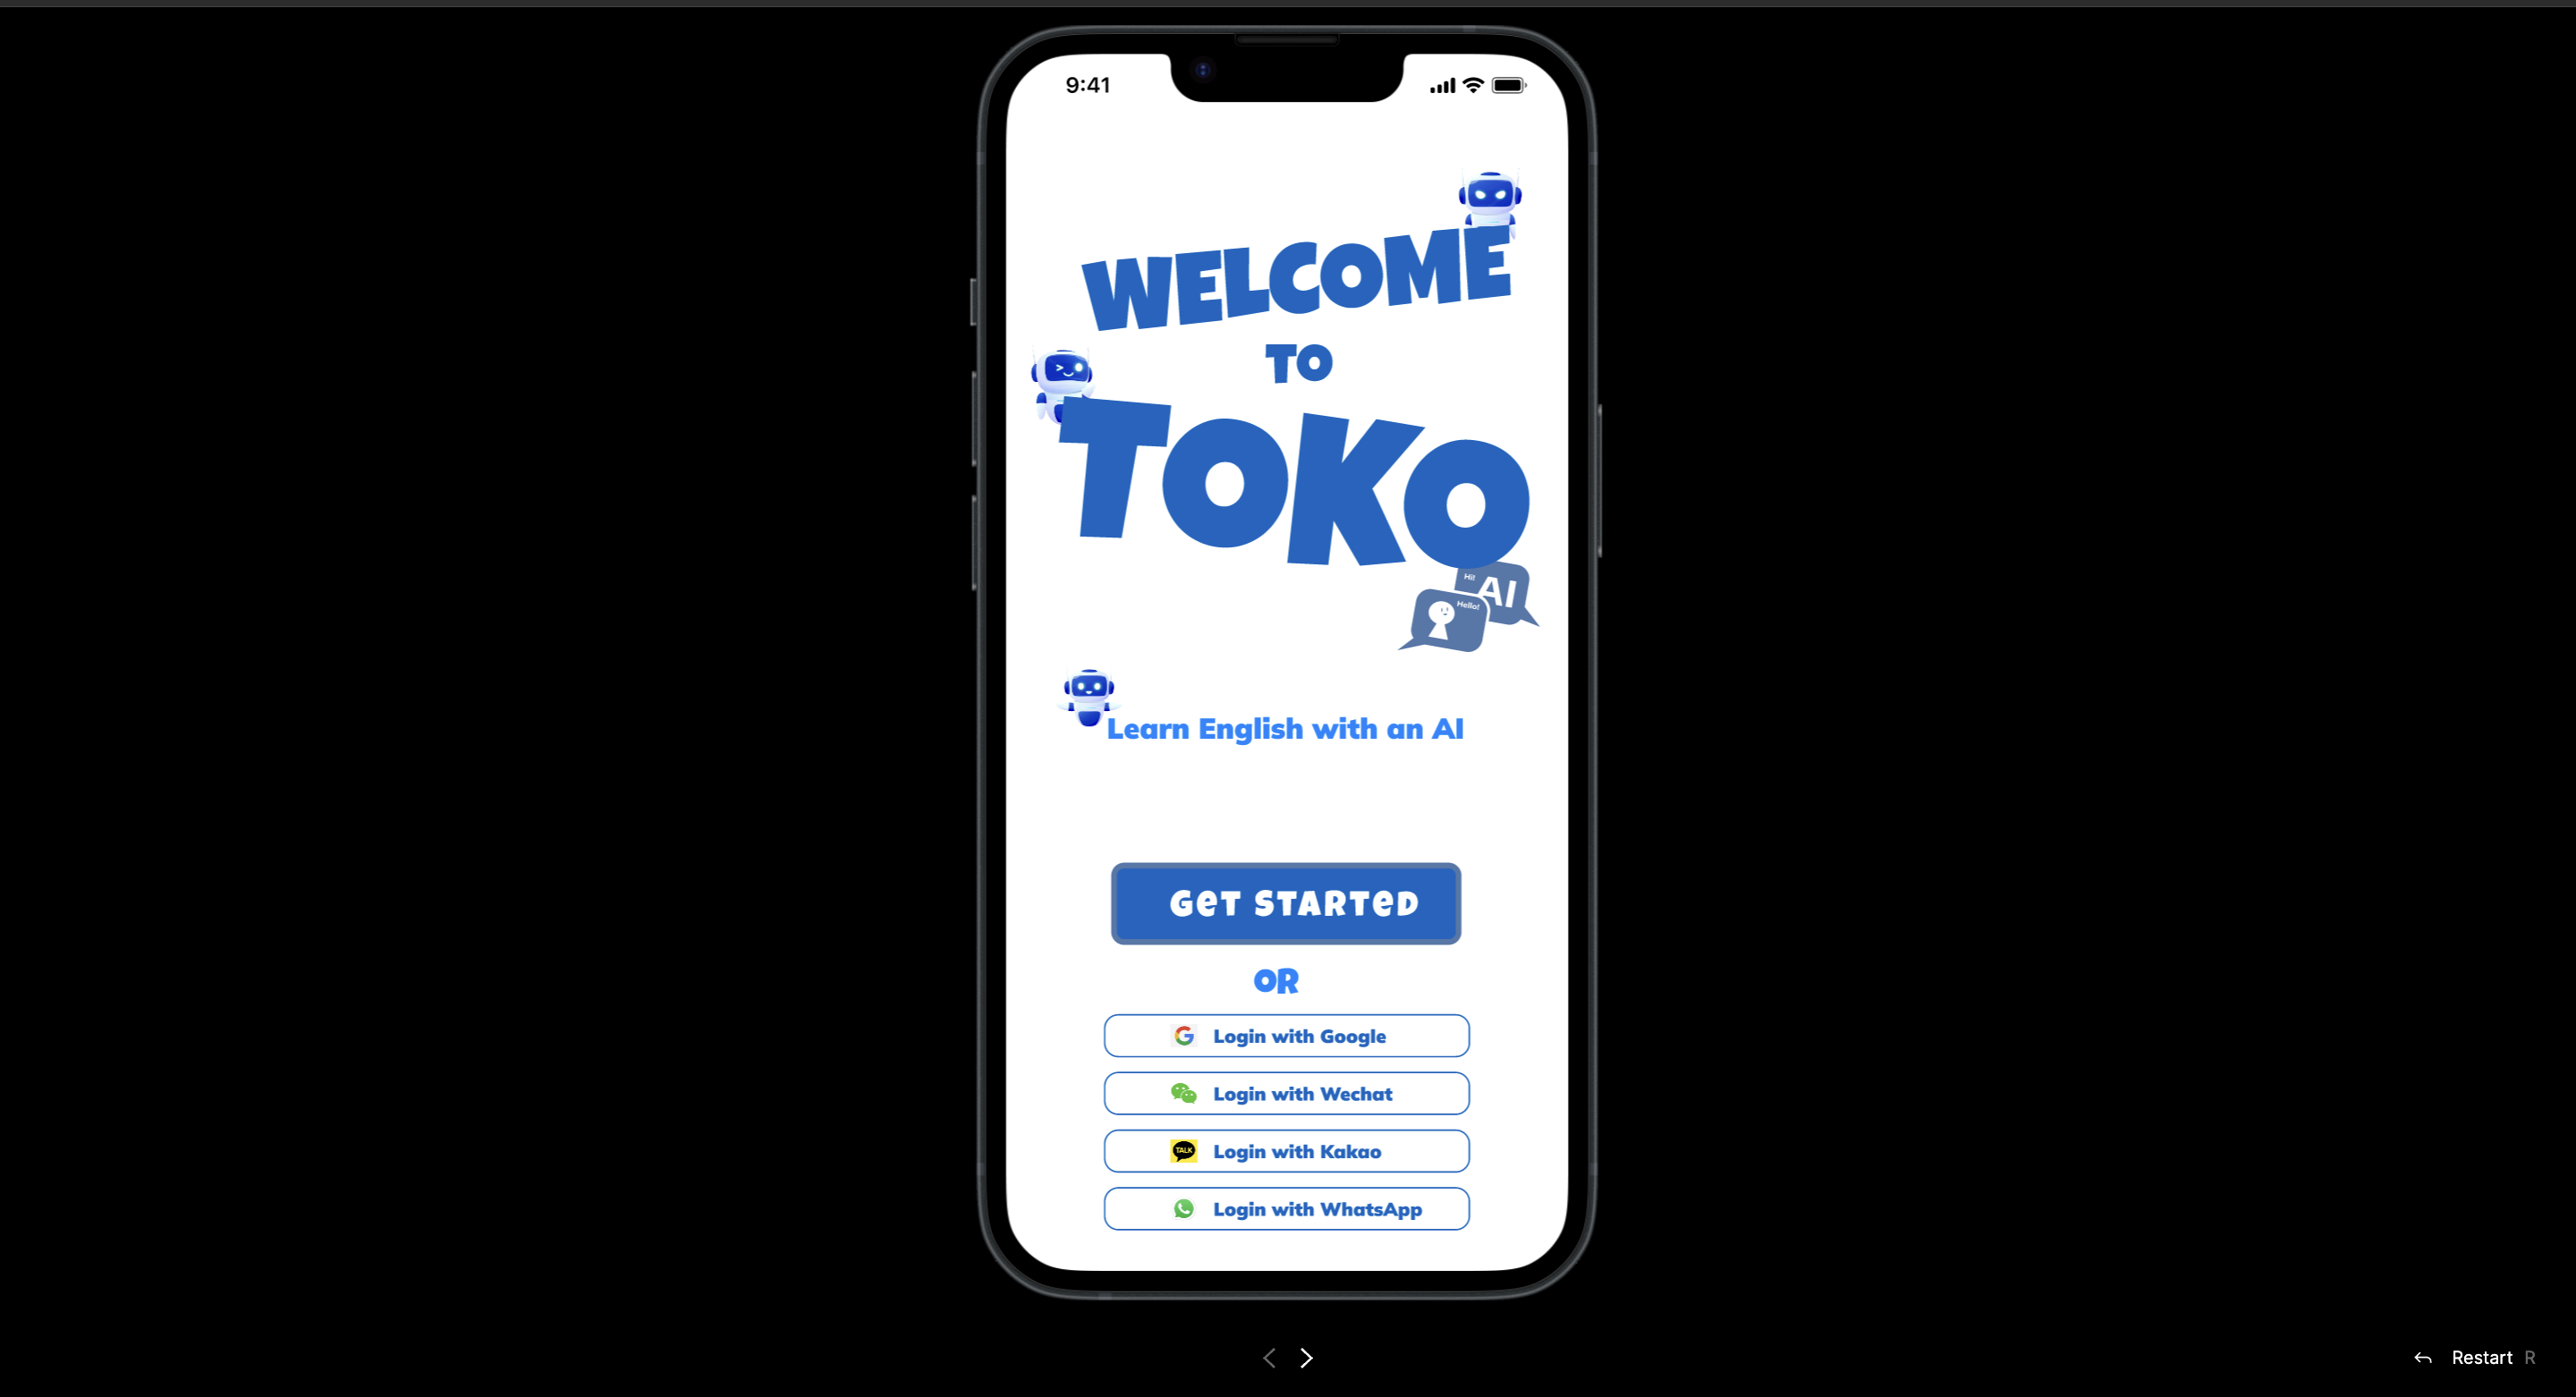 9:41
WELCOME
TO
TOKO
Hi! AI
Hello!
Learn English with an AI
GeT STARTeD
OR
Login with Google
Login with Wechat
TALK
Login with Kakao
Login with WhatsApp
Restart R